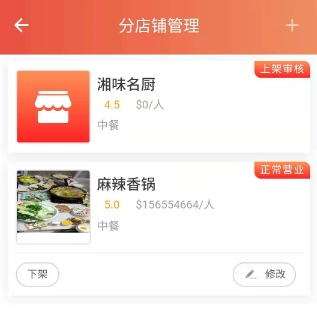 分店铺管理
上架审核
湘味名厨
4.5 $0/人
中餐
正常营业
麻辣香锅
5.0 $156554664/人
中餐
下架 修改